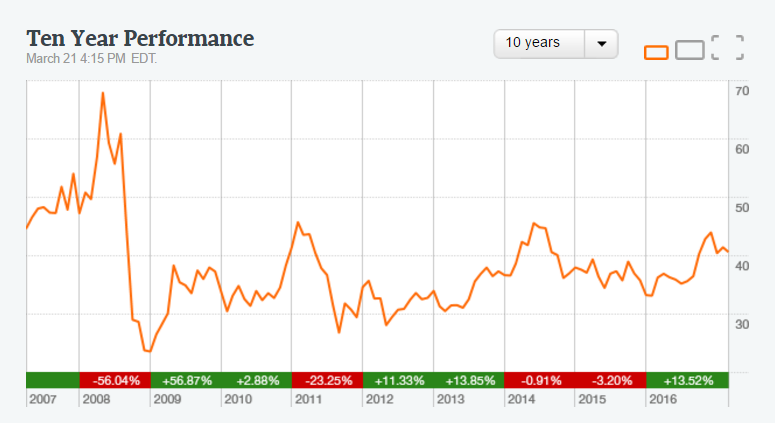 Ten Year Performance
March 21 4:15 PM EDT.
10 years
70
60
50
40
30
-56.04% +56.87% +2.88% -23.25% +11.33% +13.85% -0.91% -3.20% +13.52%
2007 2008 2009 2010 2011 2012 2013 2014 2015 2016